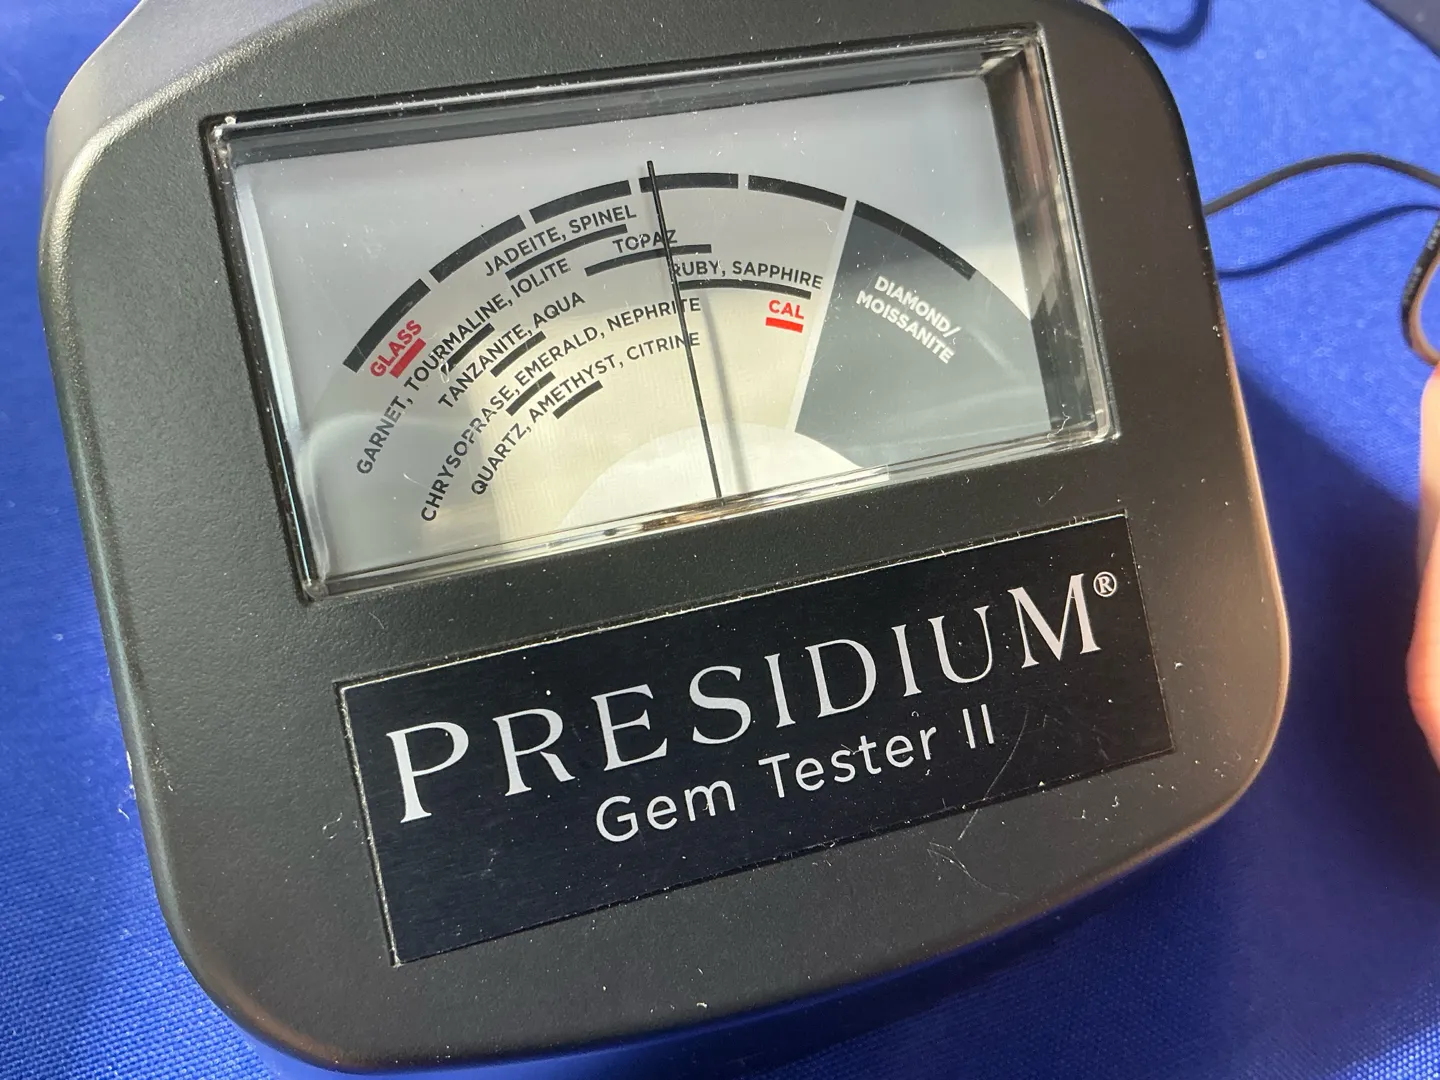 JADEITE, SPINEL
TOPAZ
RUBY, SAPPHIRE
CAL
DIAMOND/
MOISSANITE
GLASS
GARNET, TOURMALINE, IOLITE
TANZANITE, AQUA
CHRYSOPRASE, EMERALD, NEPHRITE
QUARTZ, AMETHYST, CITRINE
PRESIDIUM®
Gem Tester II